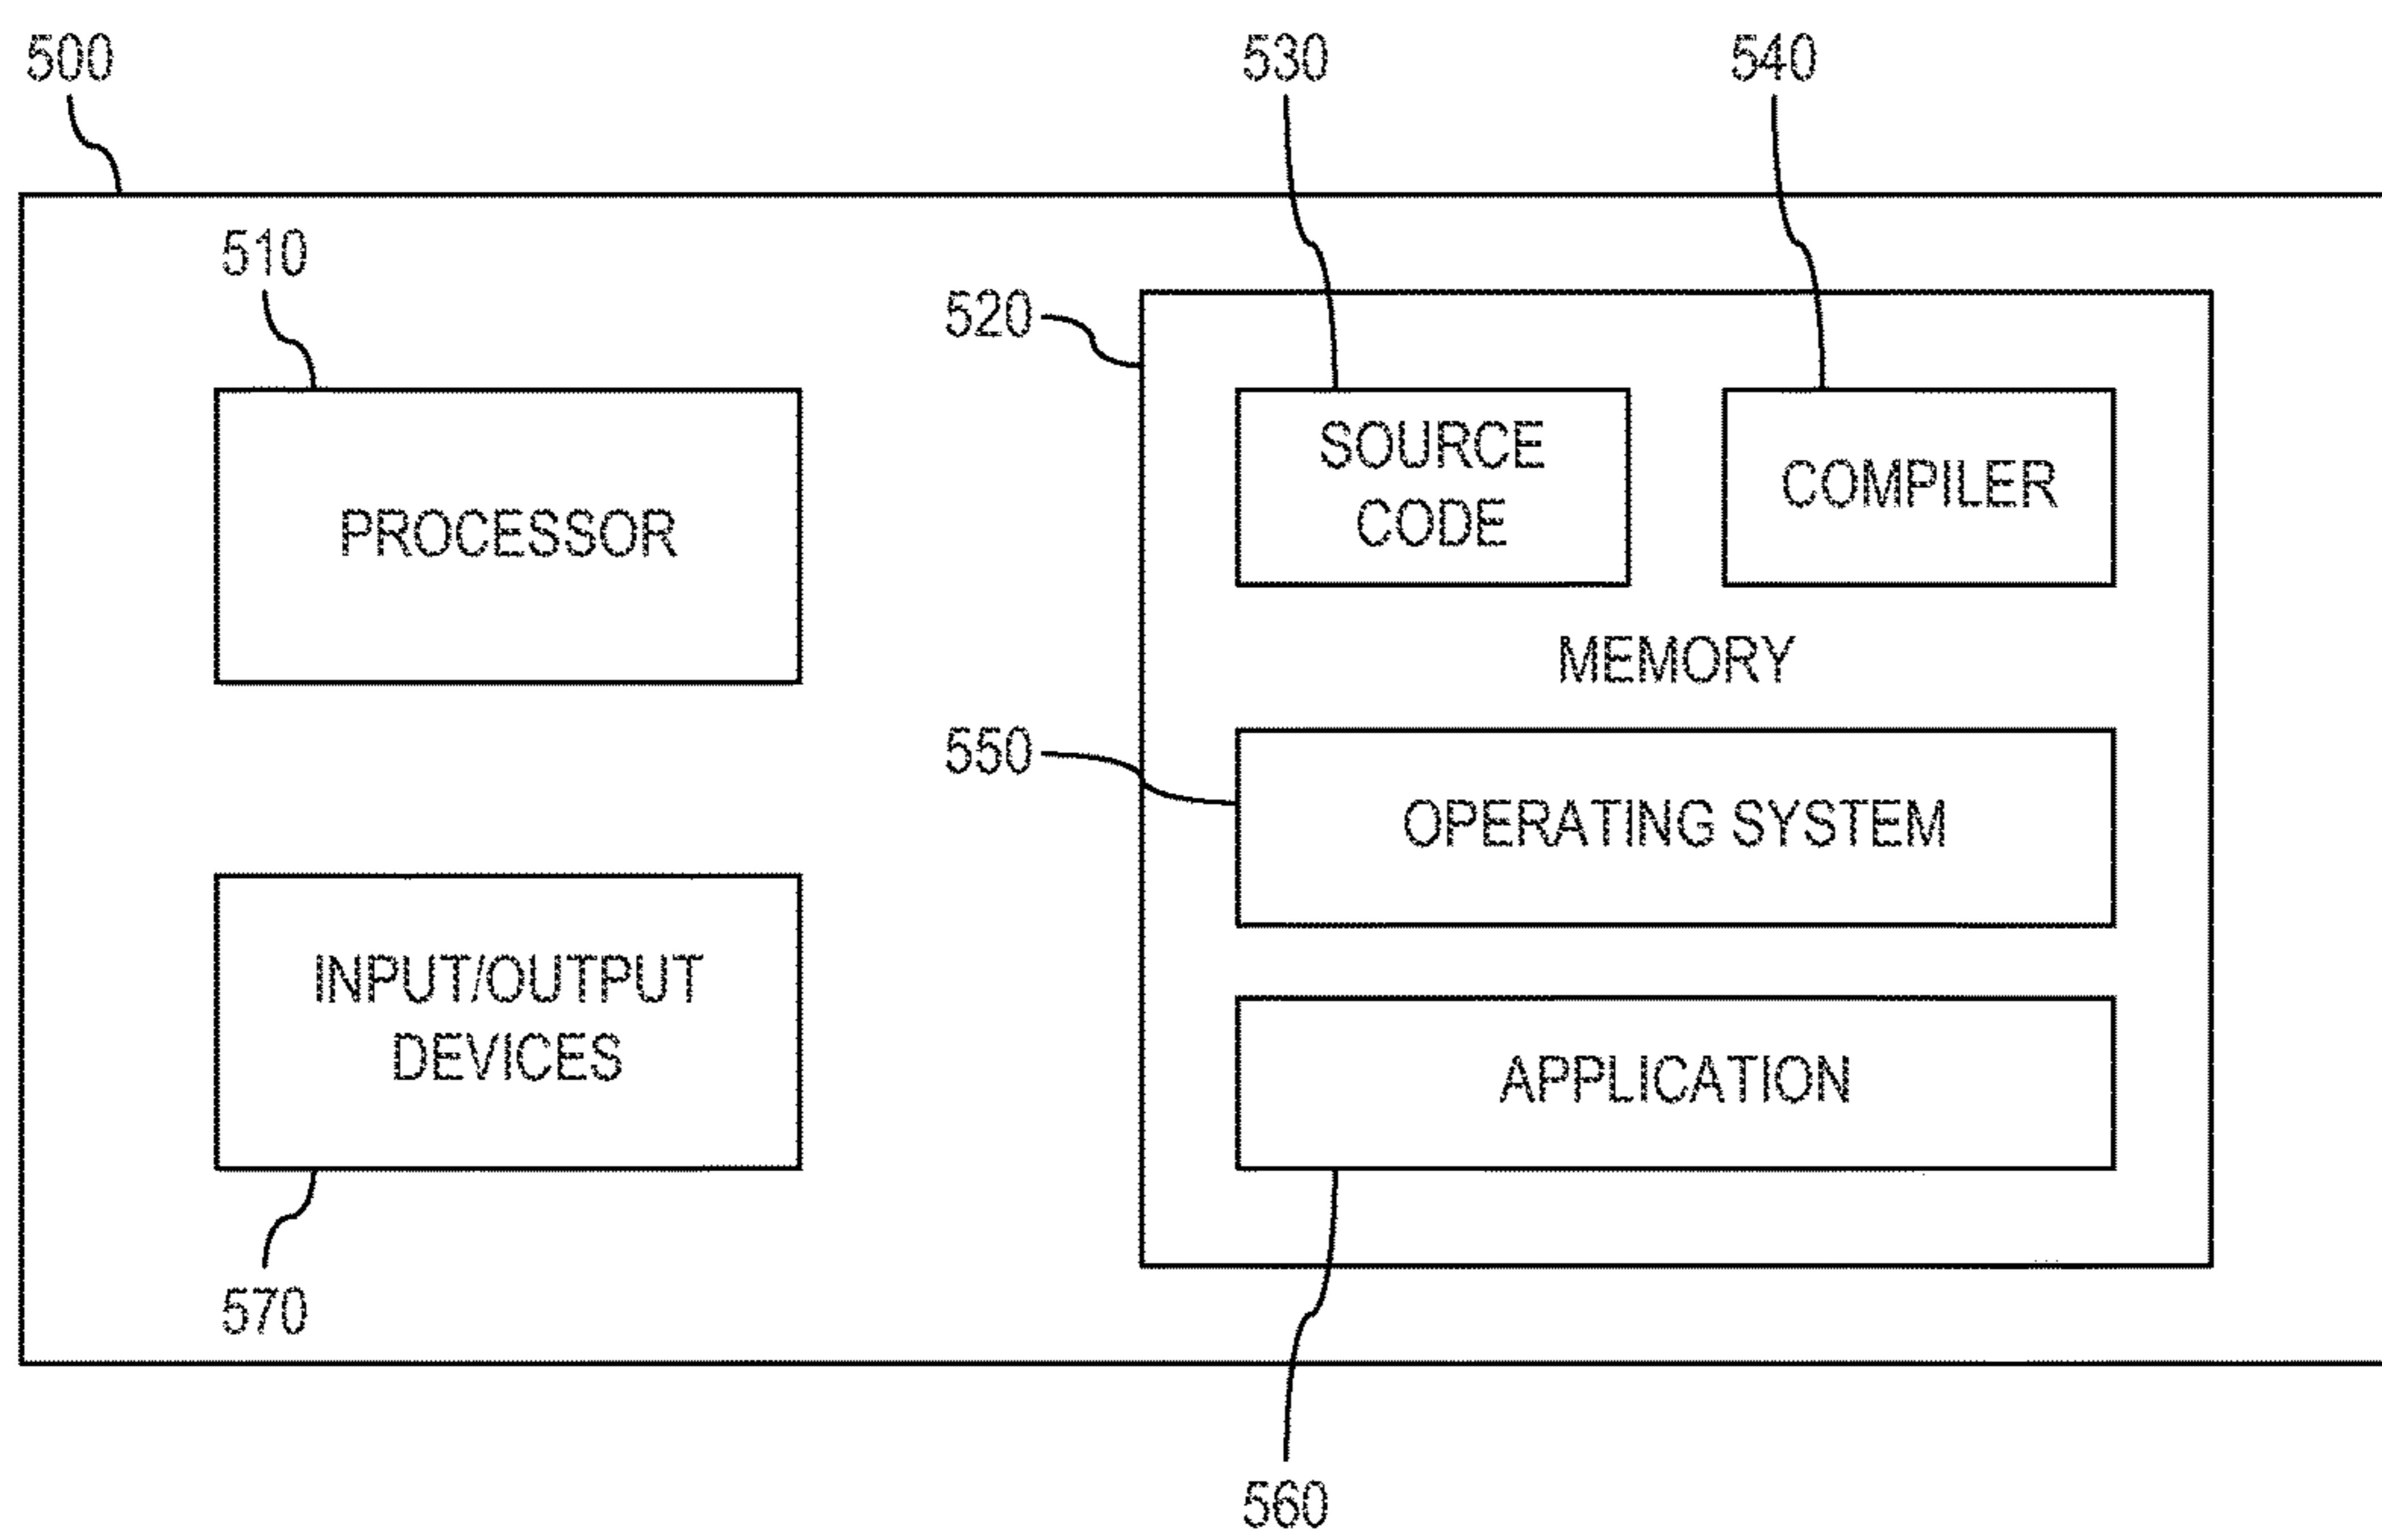 500
530
540
510
520
SOURCE
CODE
COMPILER
PROCESSOR
MEMORY
550
OPERATING SYSTEM
INPUT/OUTPUT
DEVICES
APPLICATION
570
560